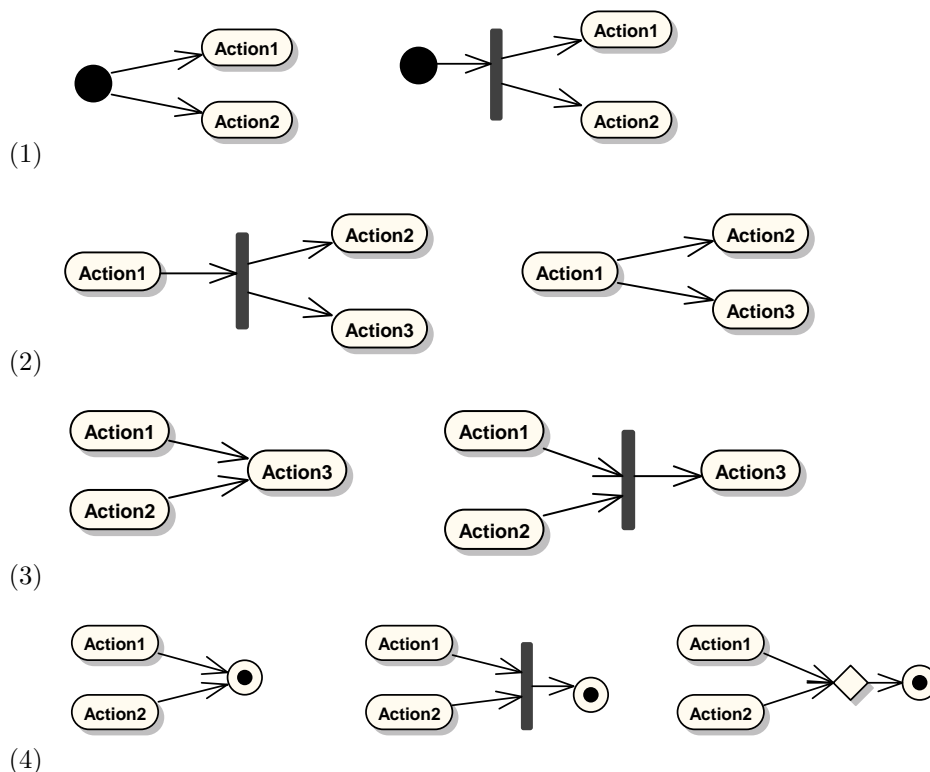 Action1 Action1
Action2 Action2
(1)
Action2 Action2
Action1 Action1
Action3 Action3
(2)
Action1 Action1
Action3 Action3
Action2 Action2
(3)
Action1 Action1 Action1
Action2 Action2 Action2
(4)